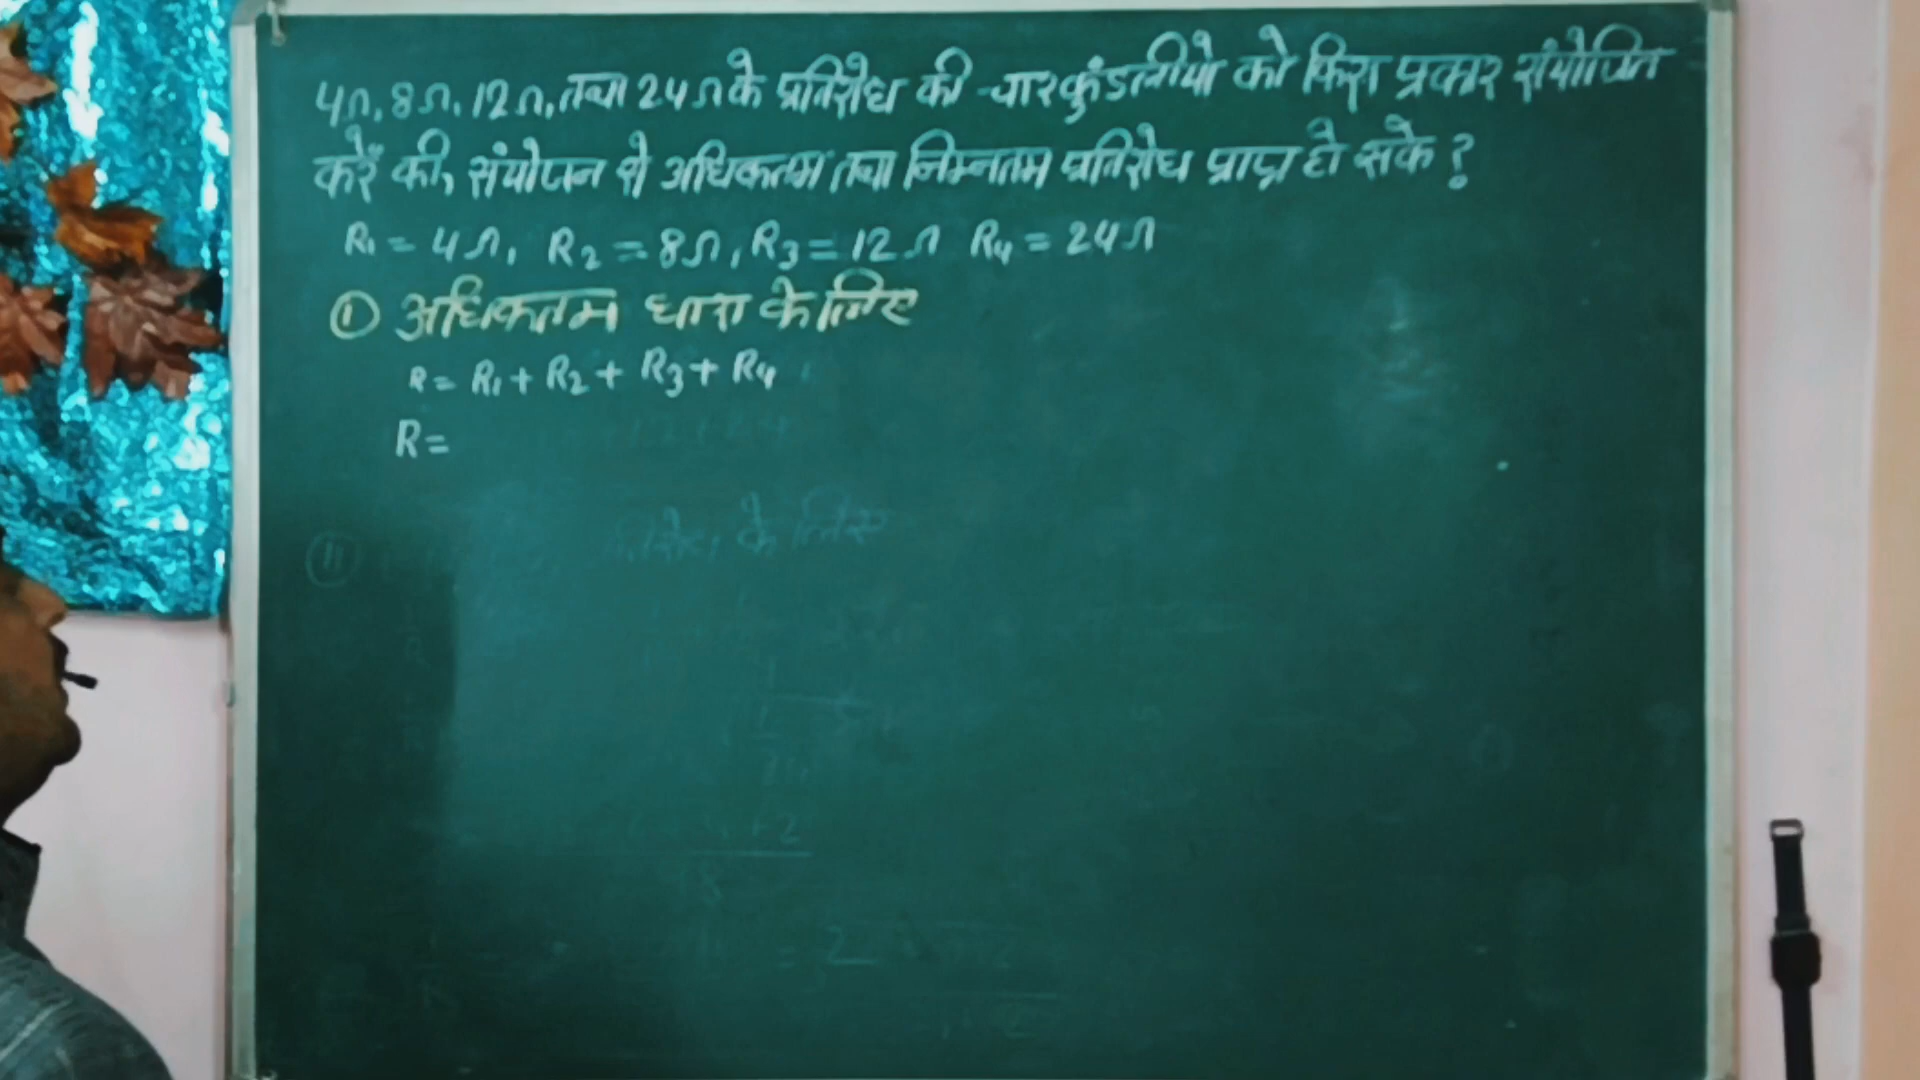 4Ω, 8Ω, 12Ω, तथा 24Ω के प्रतिरोध की चार कुंडलीयो को किस प्रकार संयोजित
करें की, संयोजन से अधिकतम तथा निम्नतम प्रतिरोध प्राप्त हो सके ?
R₁ = 4Ω, R₂ = 8Ω, R₃ = 12Ω R₄ = 24Ω
① अधिकतम धारा के लिए
R = R₁ + R₂ + R₃ + R₄
R =
(11) के लिए